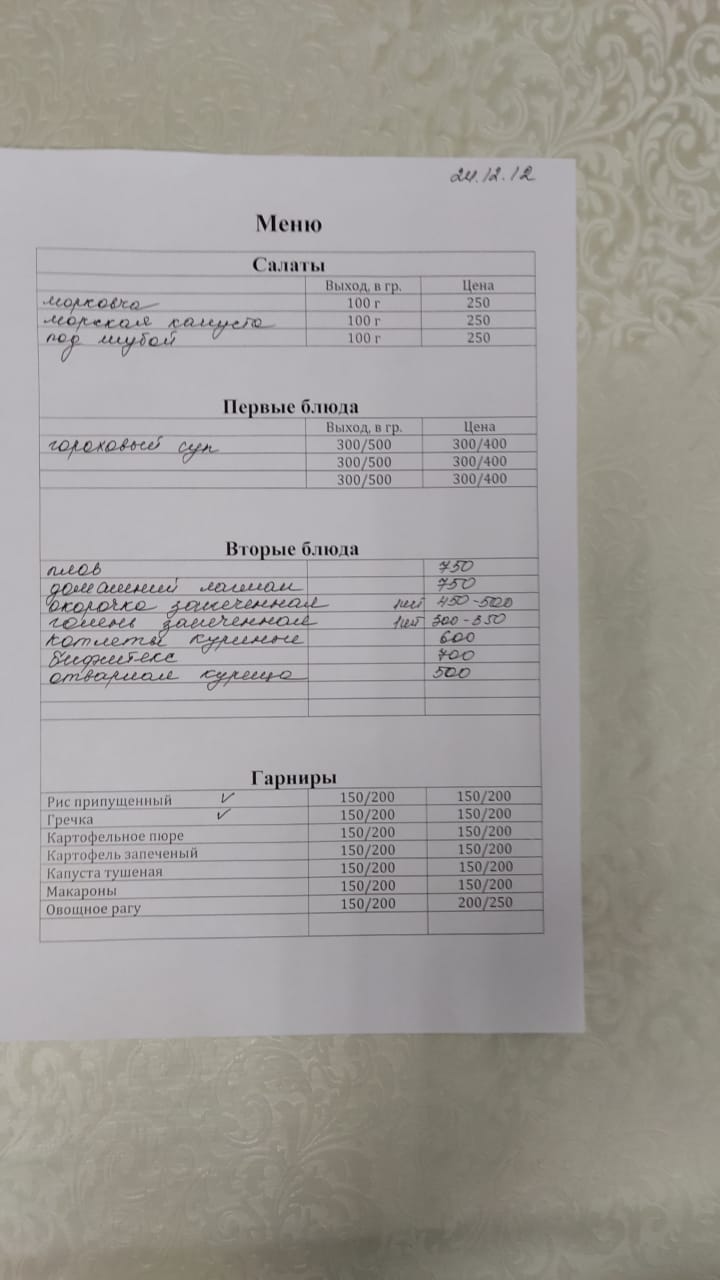 24.12.12
Меню
Салаты
Выход, в гр. Цена
морковча 100 г 250
морская капуста 100 г 250
под шубой 100 г 250
Первые блюда
Выход, в гр. Цена
гороховый суп 300/500 300/400
300/500 300/400
300/500 300/400
Вторые блюда
плов 750
домашний лагман 750
окорочка запеченная 1шт 450-500
голень запеченная 1шт 300-350
котлеты куриные 600
бифштекс 700
отварная курица 500
Гарниры
Рис припущенный ✓ 150/200 150/200
Гречка ✓ 150/200 150/200
Картофельное пюре 150/200 150/200
Картофель запеченый 150/200 150/200
Капуста тушеная 150/200 150/200
Макароны 150/200 150/200
Овощное рагу 150/200 200/250